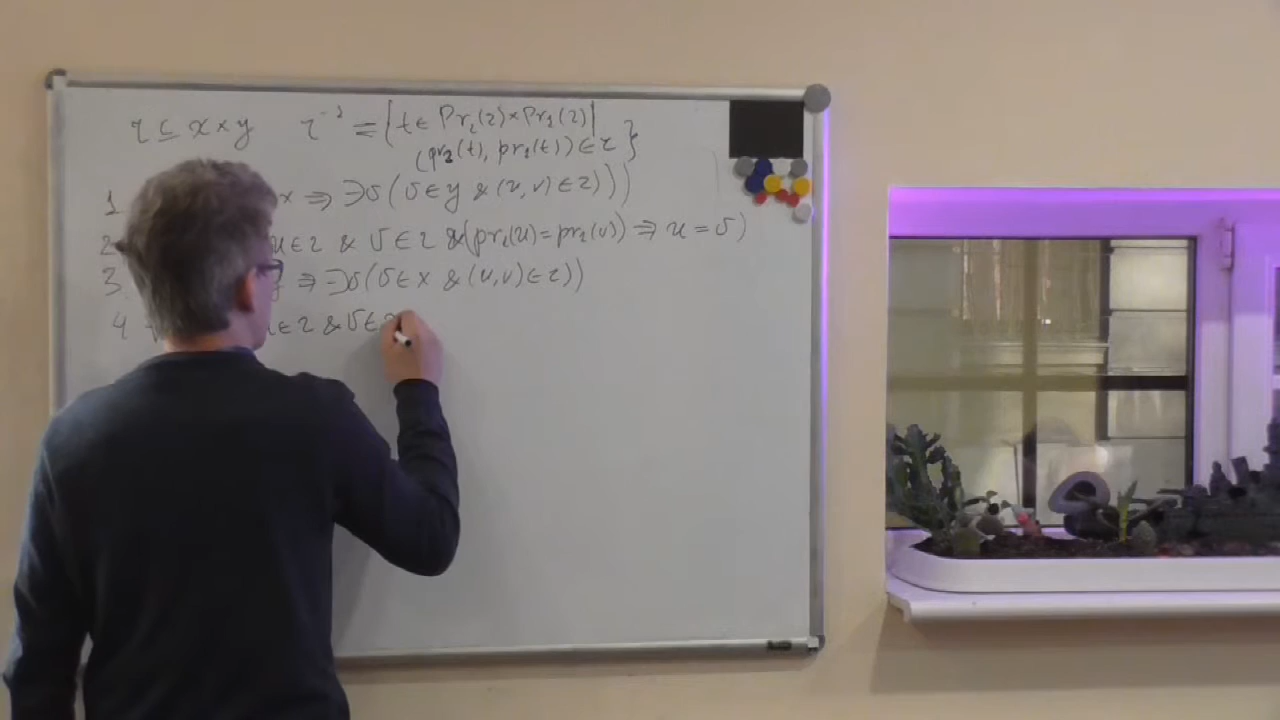 r ⊆ x × y r⁻¹ = {t ∈ Pr₂(r) × Pr₁(r) |
(pr₂(t), pr₁(t)) ∈ r }
1 x ⇒ ∃v(v ∈ y & (u,v) ∈ r)))
2 u ∈ r & v ∈ r & (pr₁(u) = pr₁(v)) ⇒ u = v)
3. ⇒ ∃v(v ∈ x & (u,v) ∈ r))
4 ∈ r & v ∈